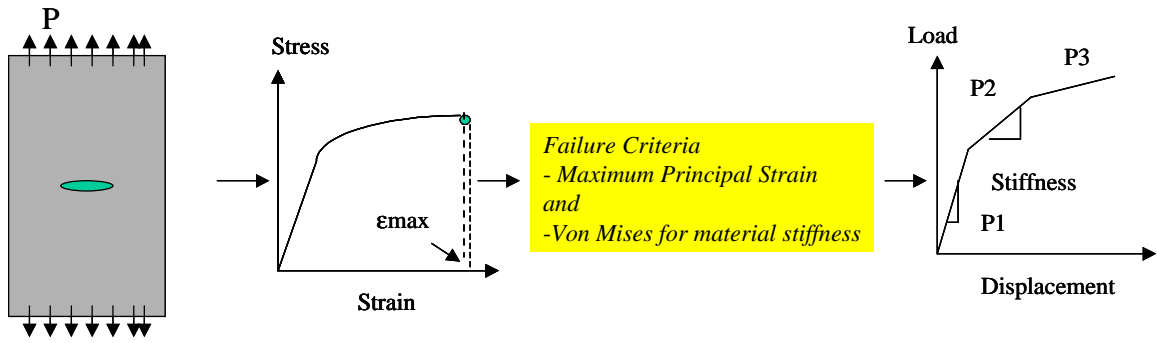 P
Stress
εmax
Strain
Failure Criteria
- Maximum Principal Strain
and
-Von Mises for material stiffness
Load
P3
P2
Stiffness
P1
Displacement